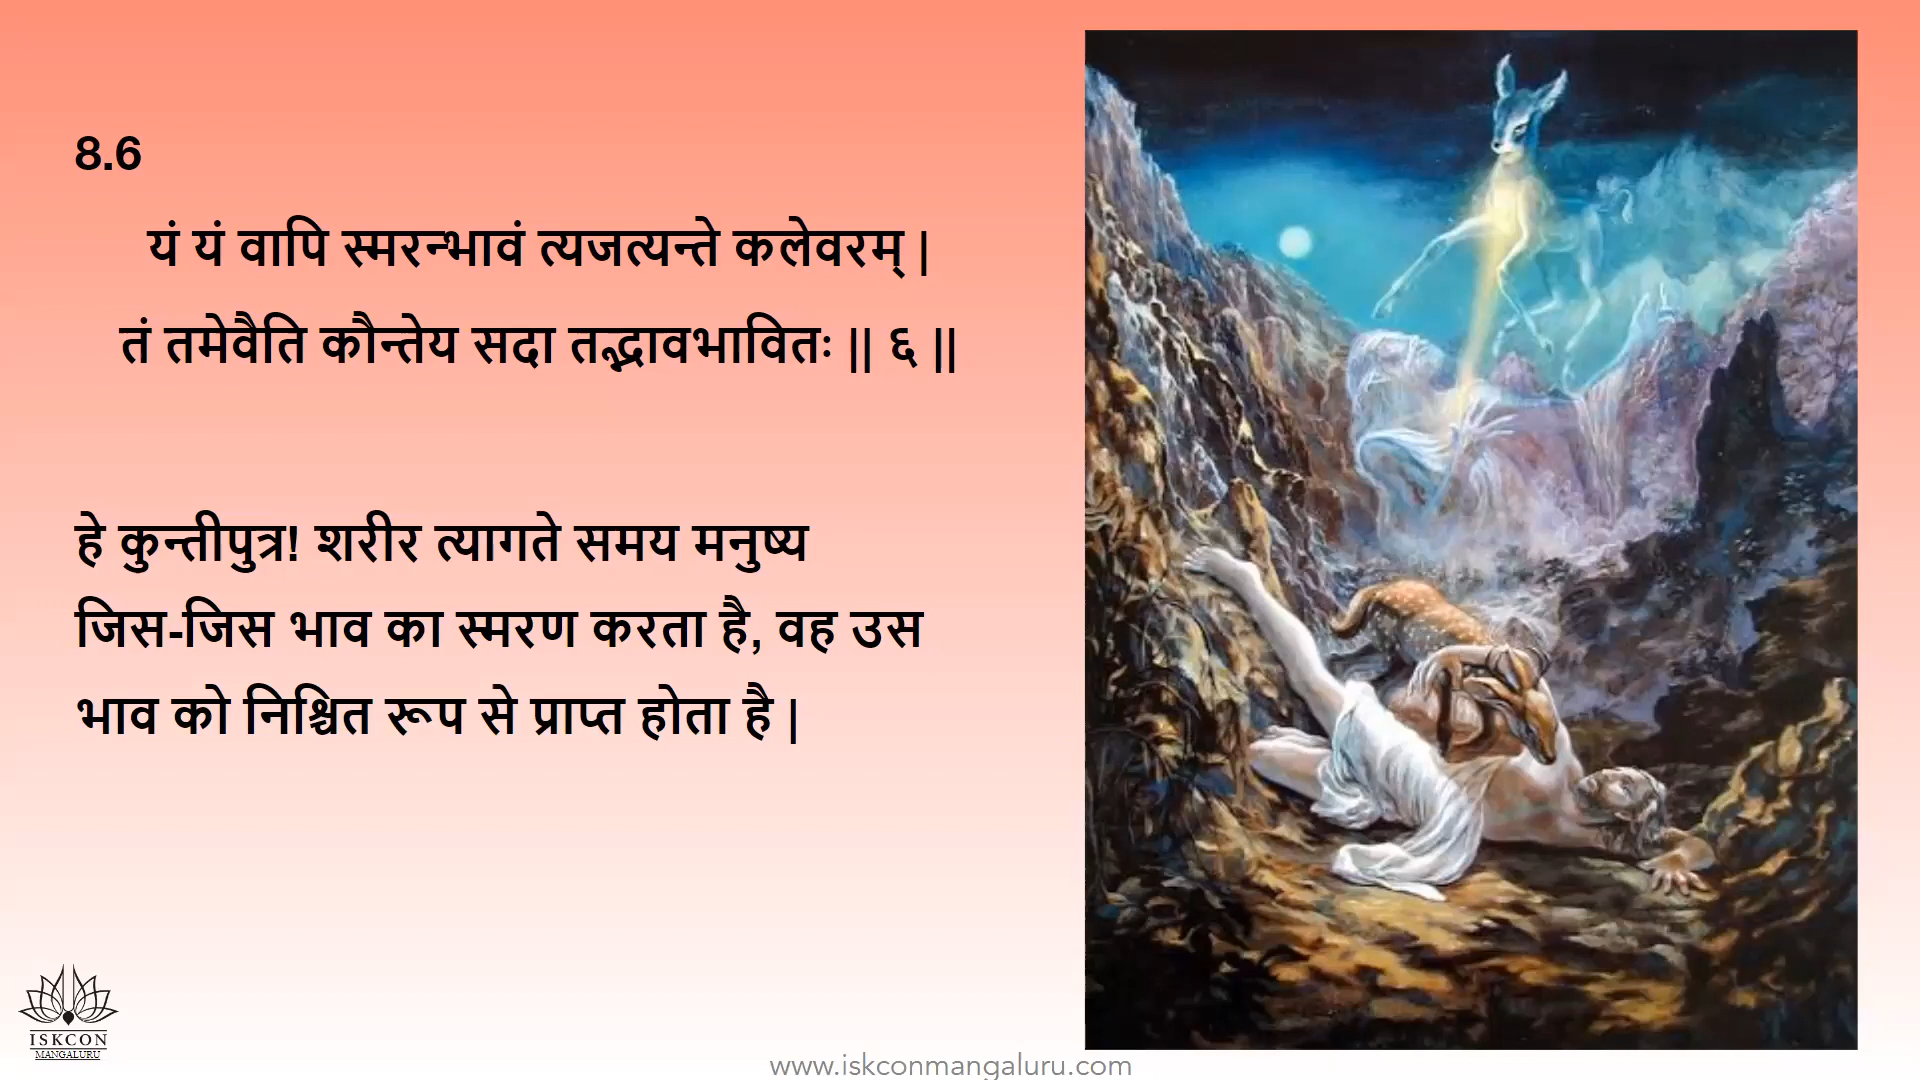 8.6
यं यं वापि स्मरन्भावं त्यजत्यन्ते कलेवरम् |
तं तमेवैति कौन्तेय सदा तद्भावभावितः || ६ ||
हे कुन्तीपुत्र! शरीर त्यागते समय मनुष्य
जिस-जिस भाव का स्मरण करता है, वह उस
भाव को निश्चित रूप से प्राप्त होता है |
ISKCON
MANGALURU
www.iskconmangaluru.com